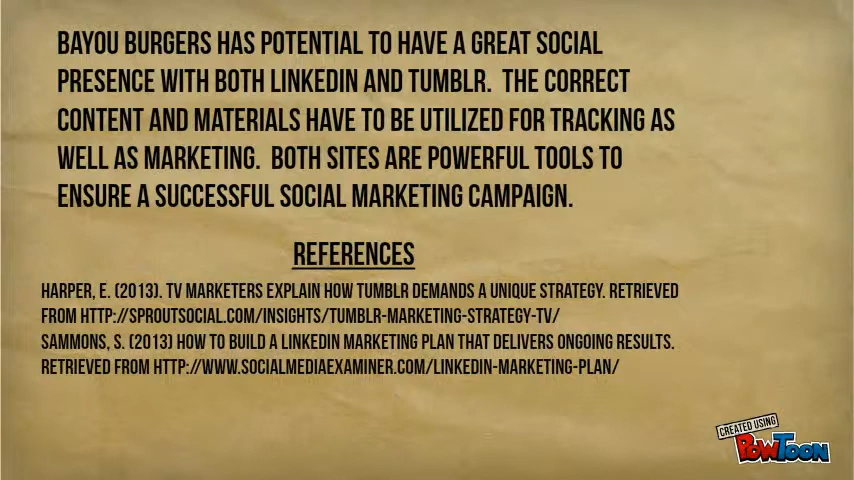 BAYOU BURGERS HAS POTENTIAL TO HAVE A GREAT SOCIAL
PRESENCE WITH BOTH LINKEDIN AND TUMBLR. THE CORRECT
CONTENT AND MATERIALS HAVE TO BE UTILIZED FOR TRACKING AS
WELL AS MARKETING. BOTH SITES ARE POWERFUL TOOLS TO
ENSURE A SUCCESSFUL SOCIAL MARKETING CAMPAIGN.
REFERENCES
HARPER, E. (2013). TV MARKETERS EXPLAIN HOW TUMBLR DEMANDS A UNIQUE STRATEGY. RETRIEVED
FROM HTTP://SPROUTSOCIAL.COM/INSIGHTS/TUMBLR-MARKETING-STRATEGY-TV/
SAMMONS, S. (2013) HOW TO BUILD A LINKEDIN MARKETING PLAN THAT DELIVERS ONGOING RESULTS.
RETRIEVED FROM HTTP://WWW.SOCIALMEDIAEXAMINER.COM/LINKEDIN-MARKETING-PLAN/
CREATED USING
POWTOON